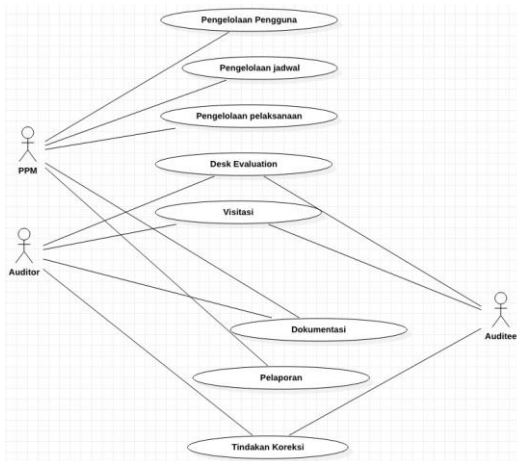 Pengelolaan Pengguna
Pengelolaan jadwal
Pengelolaan pelaksanaan
PPM
Desk Evaluation
Visitasi
Auditor
Dokumentasi
Auditee
Pelaporan
Tindakan Koreksi